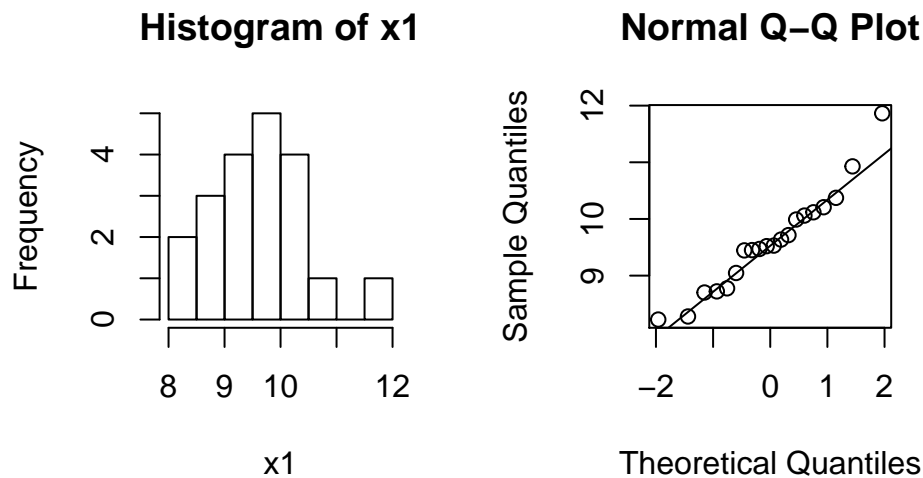 Histogram of x1
Frequency
0
2
4
8
9
10
12
x1
Normal Q−Q Plot
Sample Quantiles
9
10
12
−2
0
1
2
Theoretical Quantiles